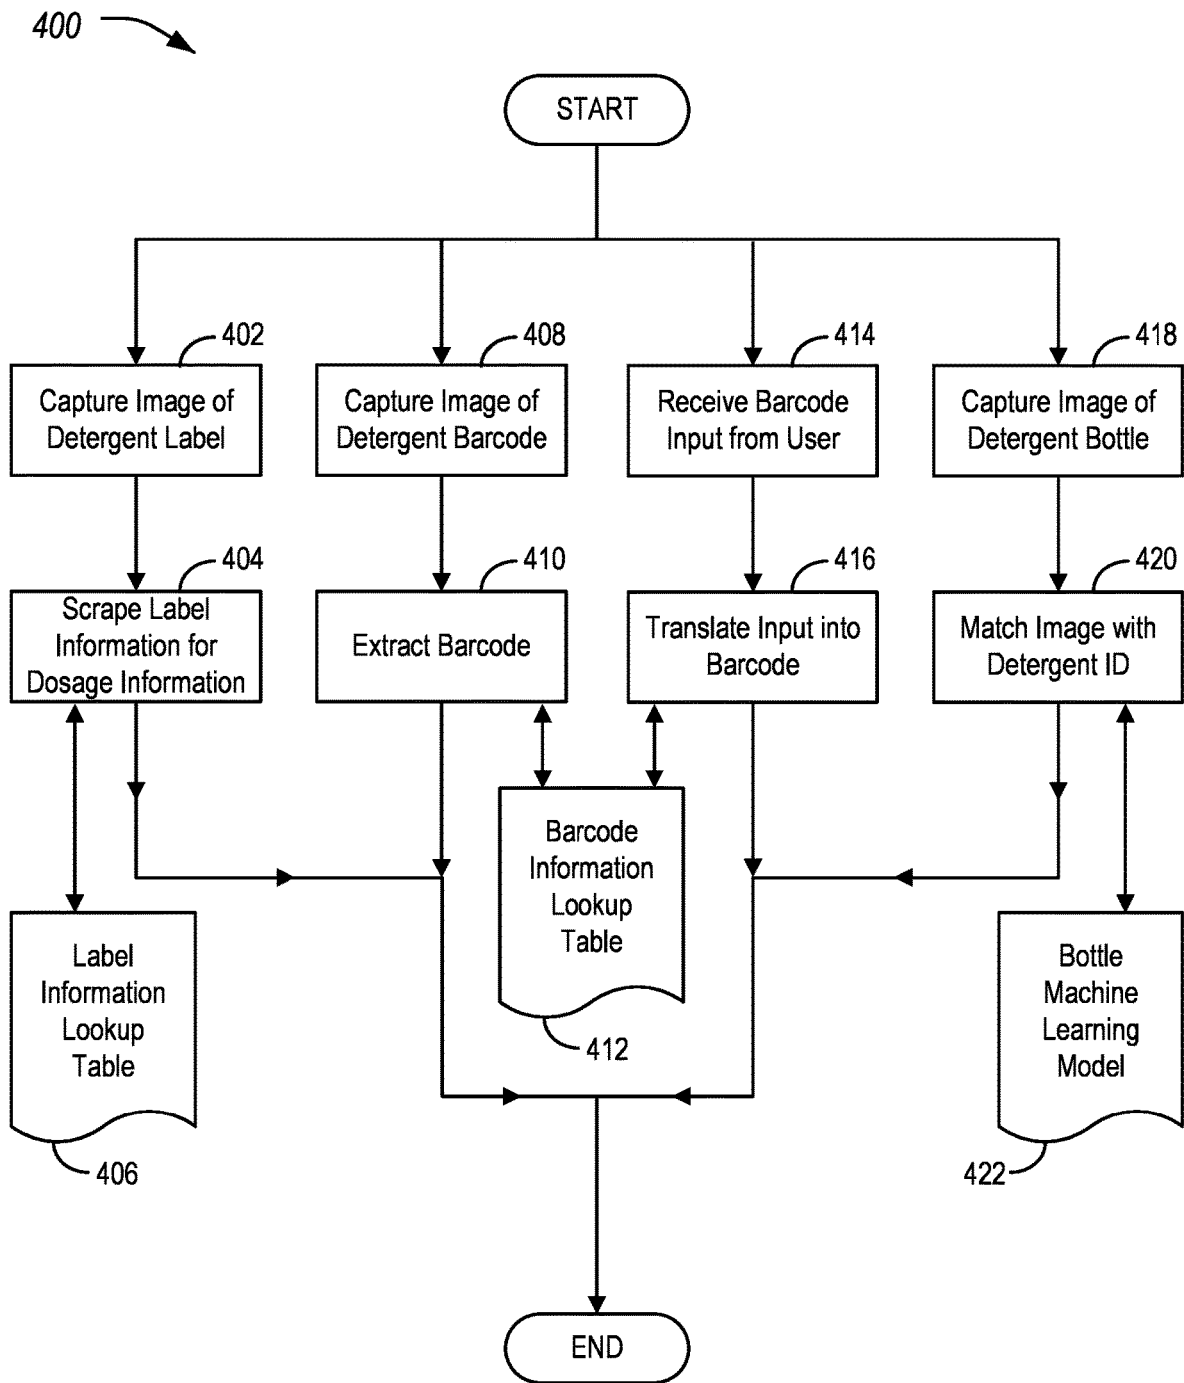 400
START
402
408
414
418
Capture Image of
Detergent Label
Capture Image of
Detergent Barcode
Receive Barcode
Input from User
Capture Image of
Detergent Bottle
404
410
416
420
Scrape Label
Information for
Dosage Information
Extract Barcode
Translate Input into
Barcode
Match Image with
Detergent ID
Barcode
Information
Lookup
Table
412
Label
Information
Lookup
Table
406
Bottle
Machine
Learning
Model
422
END